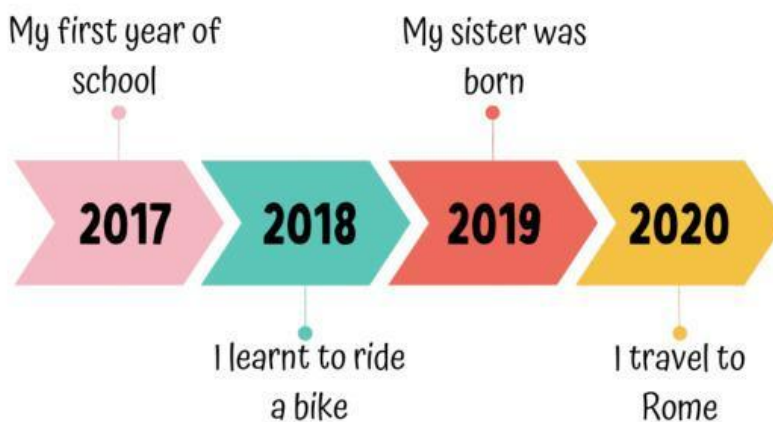 My first year of
school
My sister was
born
2017
2018
2019
2020
I learnt to ride
a bike
I travel to
Rome